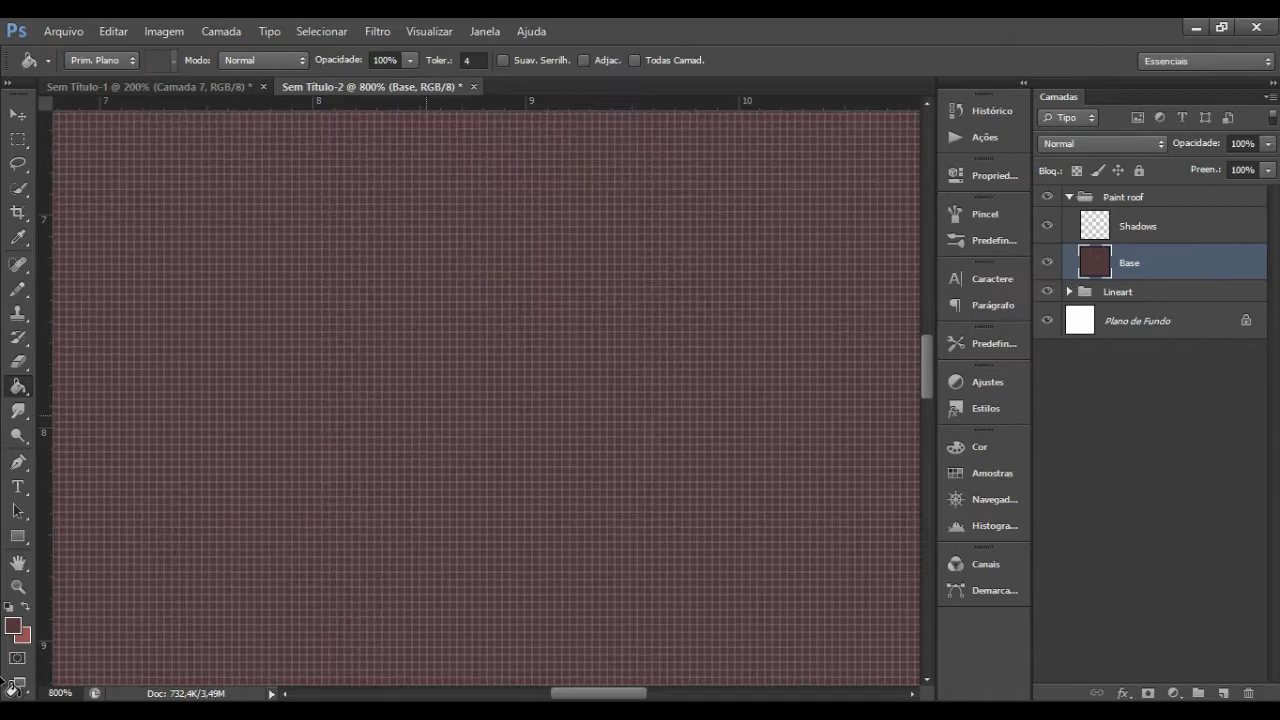 Ps Arquivo Editar Imagem Camada Tipo Selecionar Filtro Visualizar Janela Ajuda
Prim. Plano Modo: Normal Opacidade: 100% Toler.: 4 Suav. Serrilh. Adjac. Todas Camad. Essenciais
Sem Título-1 @ 200% (Camada 7, RGB/8) * Sem Título-2 @ 800% (Base, RGB/8) *
7 8 9 10
7
8
9
Histórico
Ações
Propried...
Pincel
Predefin...
Caractere
Parágrafo
Predefin...
Ajustes
Estilos
Cor
Amostras
Navegad...
Histogra...
Canais
Demarca...
Camadas
Tipo
Normal Opacidade: 100%
Bloq.: Preen.: 100%
Paint roof
Shadows
Base
Lineart
Plano de Fundo
800% Doc: 732,4K/3,49M